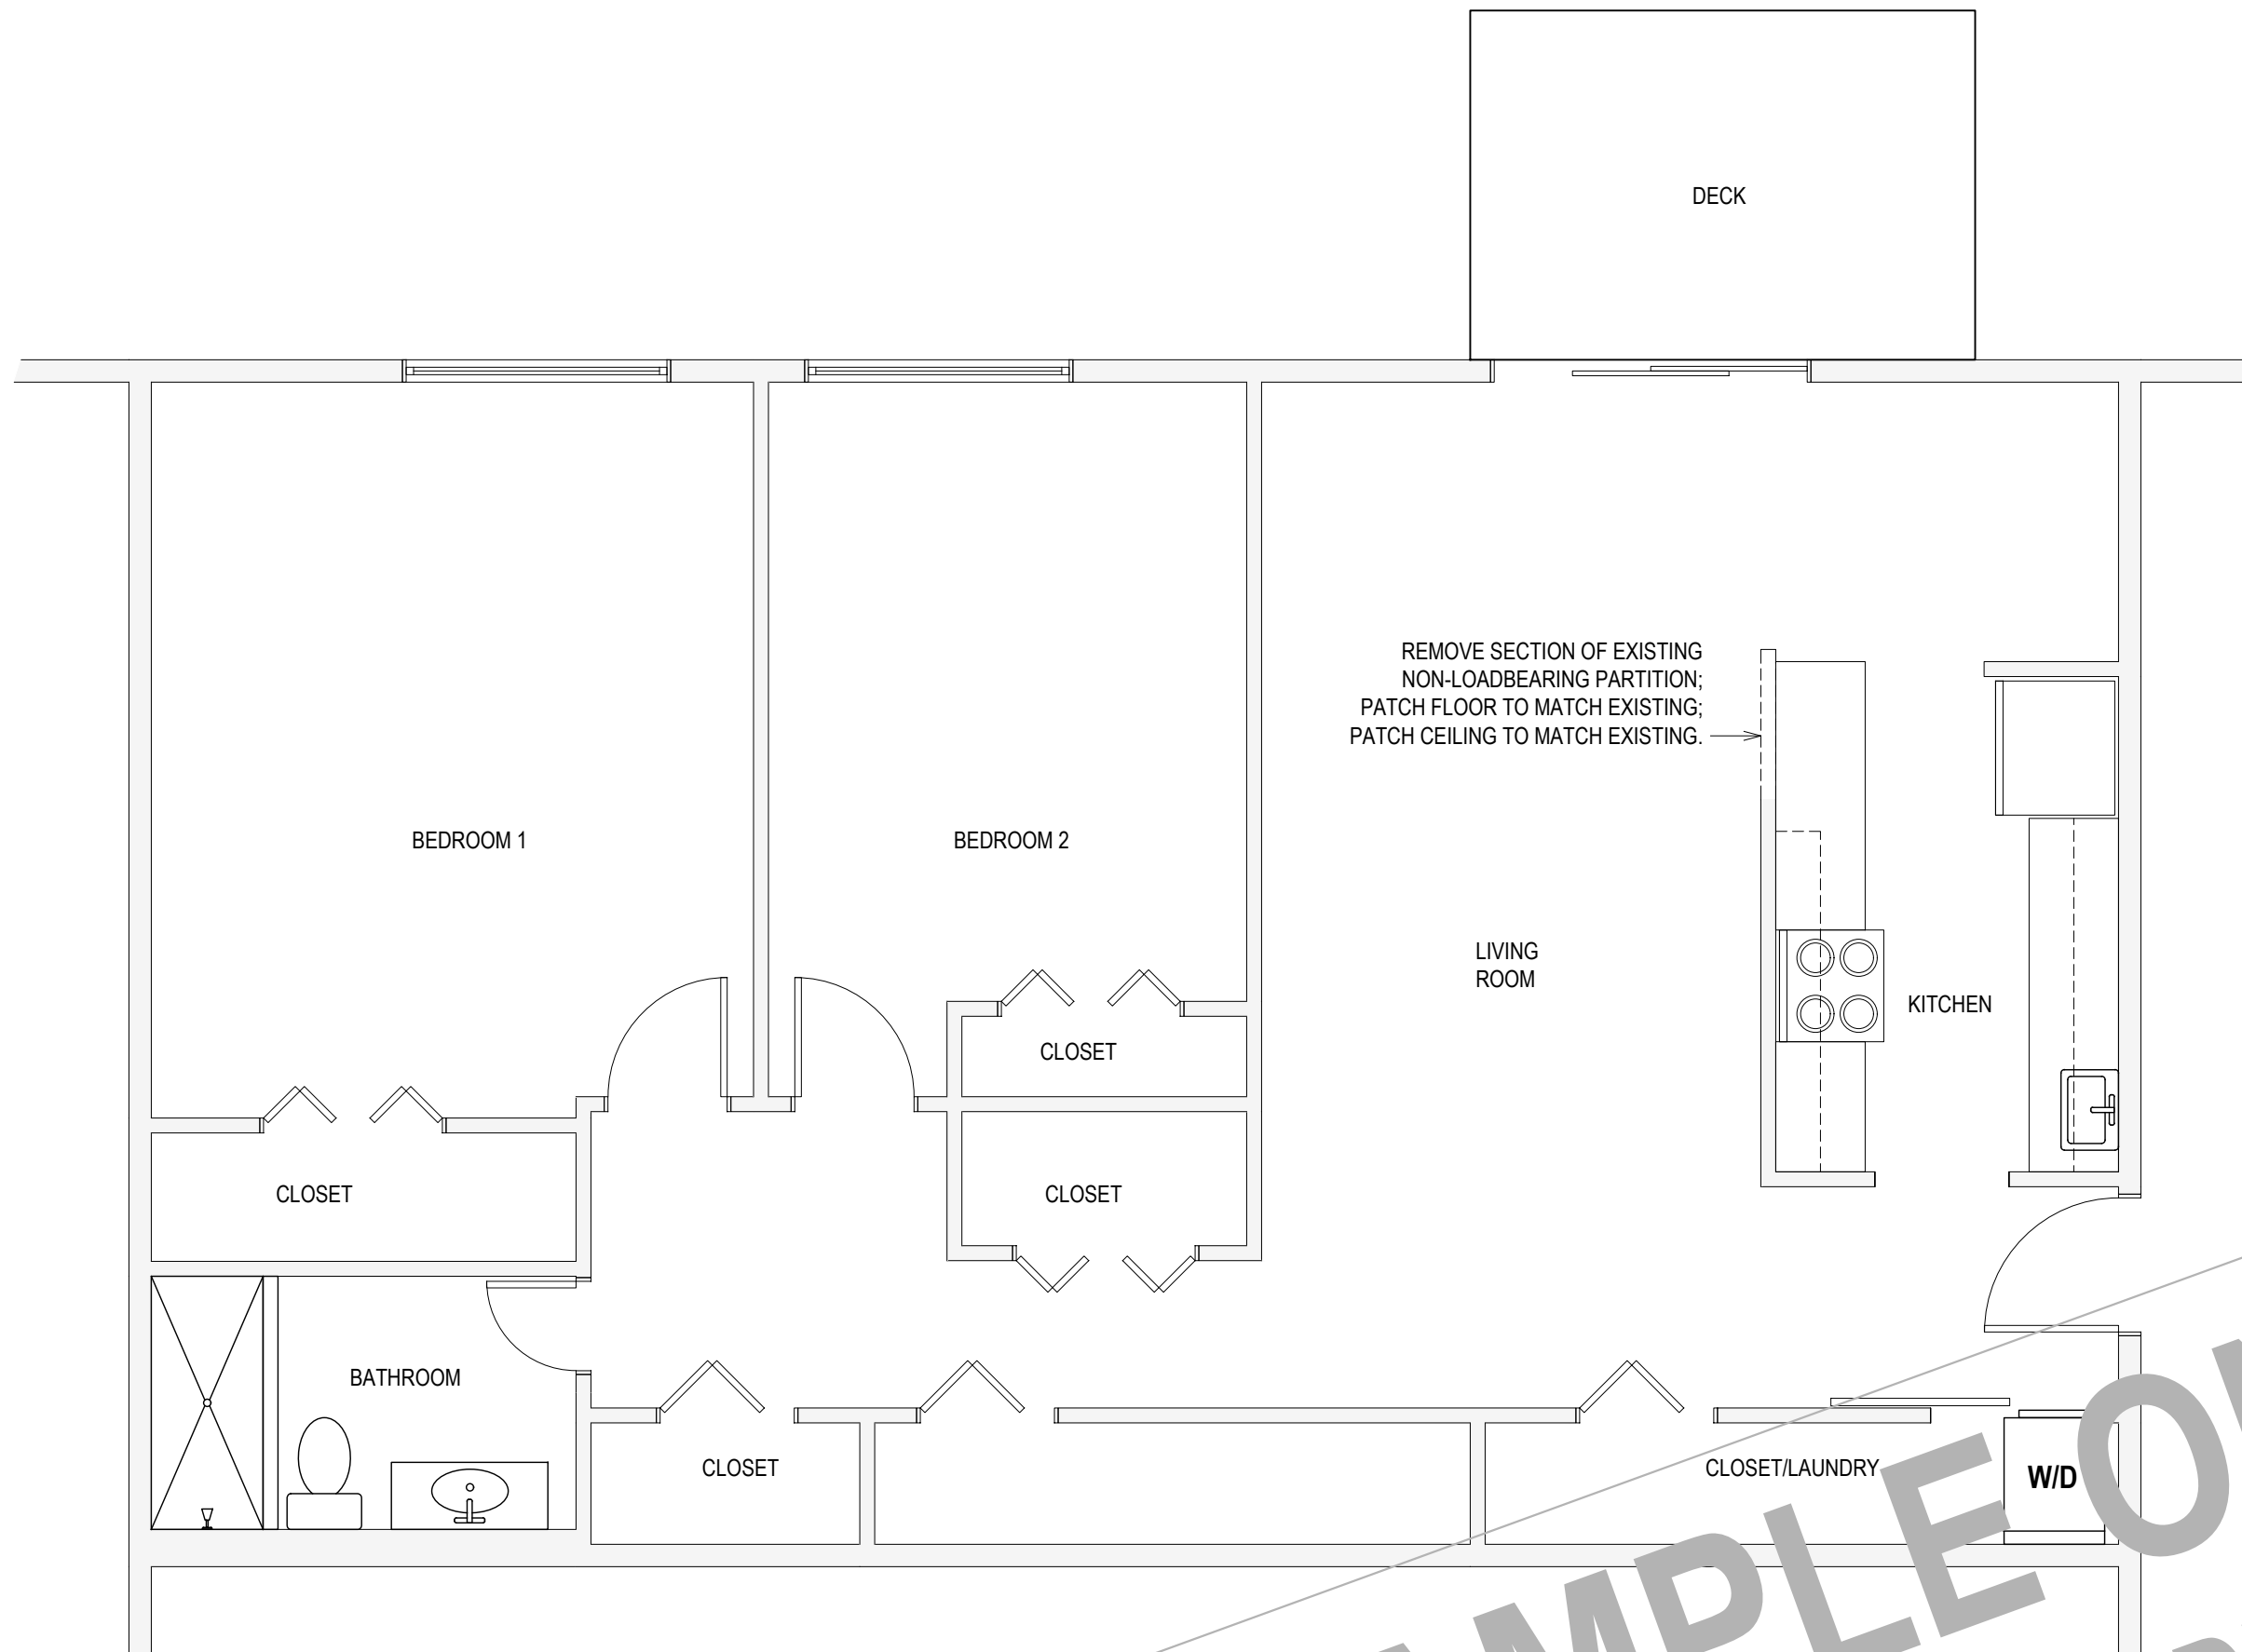 DECK
REMOVE SECTION OF EXISTING
NON-LOADBEARING PARTITION;
PATCH FLOOR TO MATCH EXISTING;
PATCH CEILING TO MATCH EXISTING.
BEDROOM 1
BEDROOM 2
LIVING
ROOM
KITCHEN
CLOSET
CLOSET
CLOSET
BATHROOM
CLOSET
CLOSET/LAUNDRY
W/D